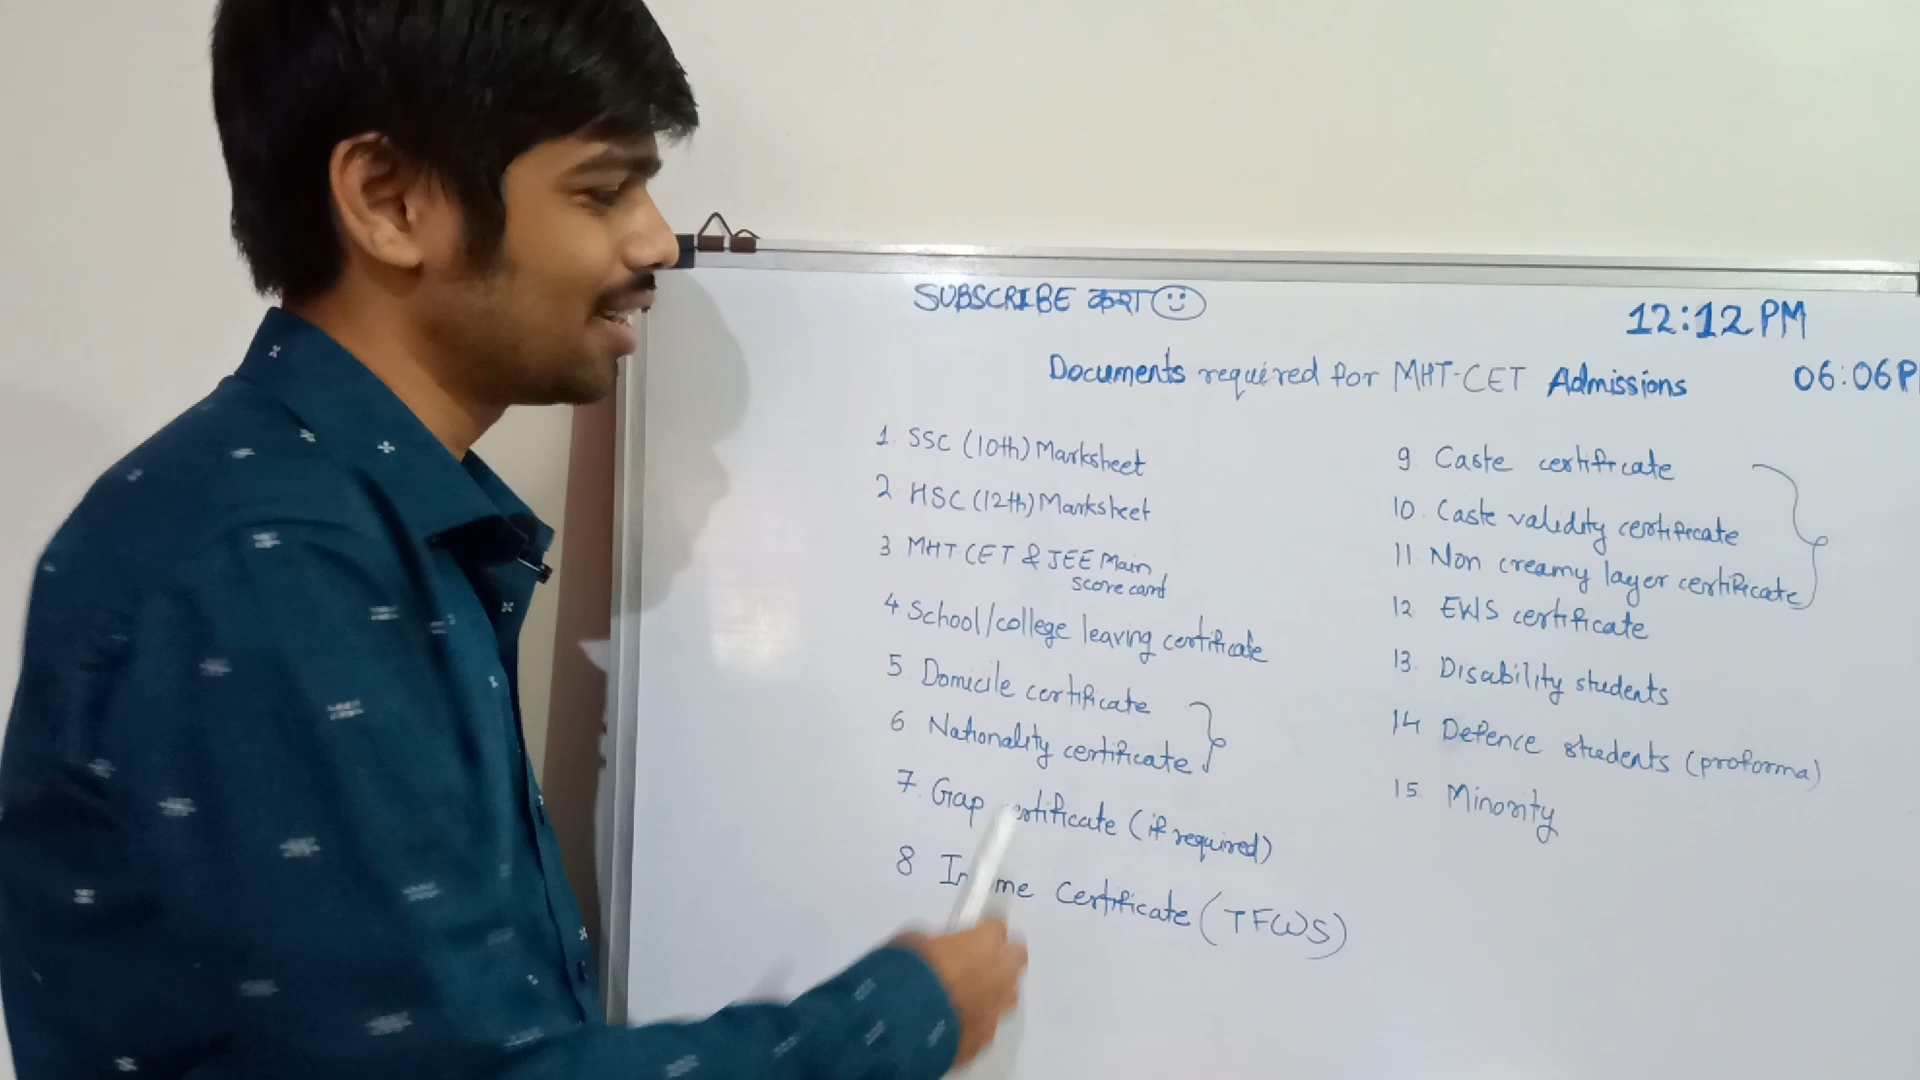 SUBSCRIBE करा
12:12 PM
Documents required for MHT-CET Admissions
06:06 P
1 SSC (10th) Marksheet
2 HSC (12th) Marksheet
3 MHT CET & JEE Main
score card
4 School/college leaving certificate
5 Domicile certificate
6 Nationality certificate
7. Gap certificate (if required)
8 Income Certificate (TFWS)
9 Caste certificate
10. Caste validity certificate
11 Non creamy layer certificate
12 EWS certificate
13. Disability students
14 Defence students (proforma)
15 Minority